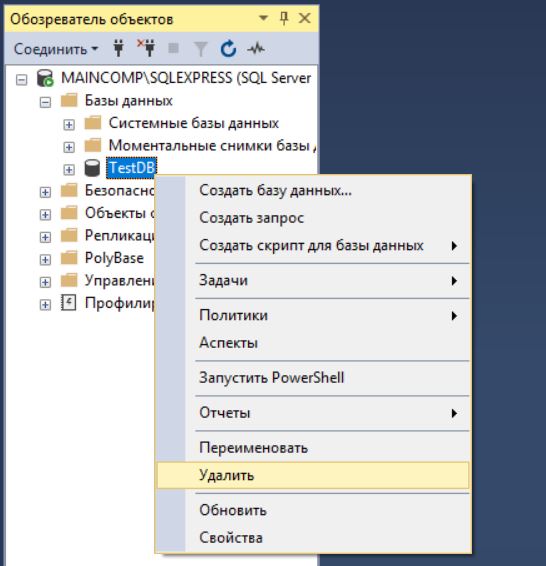 Обозреватель объектов
Соединить
MAINCOMP\SQLEXPRESS (SQL Server
Базы данных
Системные базы данных
Моментальные снимки базы
TestDB
Безопасно
Объекты
Репликац
PolyBase
Управлени
Профили
Создать базу данных...
Создать запрос
Создать скрипт для базы данных
Задачи
Политики
Аспекты
Запустить PowerShell
Отчеты
Переименовать
Удалить
Обновить
Свойства